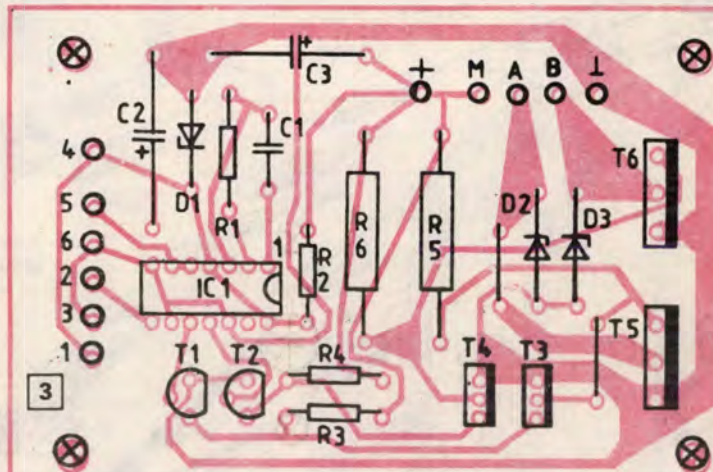 + M A B ⊥
C3
C2
+
C1
T6
4
5
6
2
3
1
D1
R1
1
R2
R6
R5
D2
D3
IC1
T1
T2
R4
R3
T4
T3
T5
3